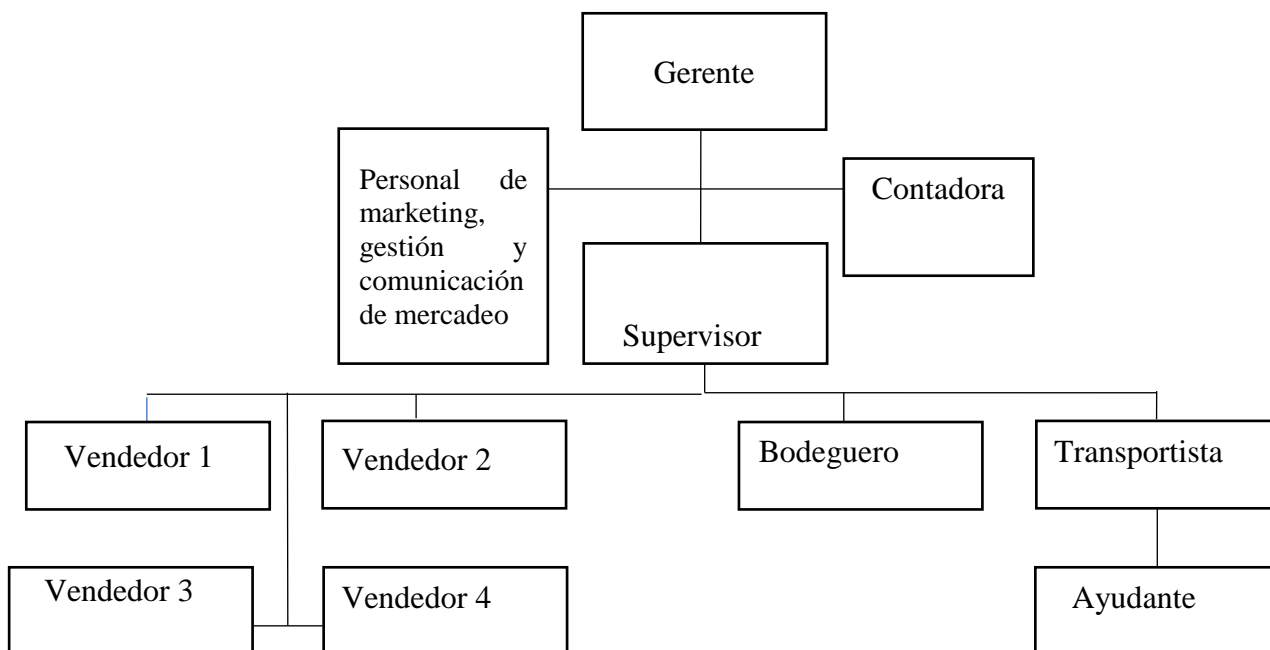 Gerente
Personal de
marketing,
gestión y
comunicación
de mercadeo
Contadora
Supervisor
Vendedor 1
Vendedor 2
Bodeguero
Transportista
Vendedor 3
Vendedor 4
Ayudante